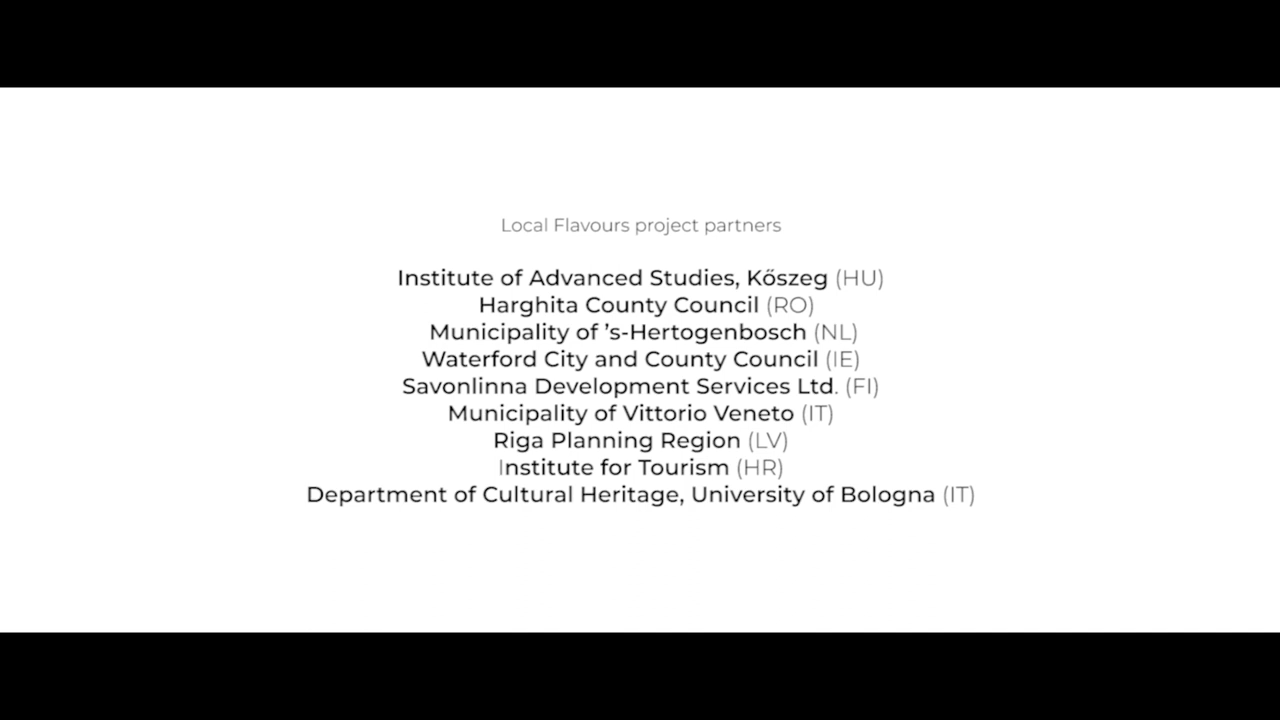 Local Flavours project partners
Institute of Advanced Studies, Kőszeg (HU)
Harghita County Council (RO)
Municipality of ’s-Hertogenbosch (NL)
Waterford City and County Council (IE)
Savonlinna Development Services Ltd. (FI)
Municipality of Vittorio Veneto (IT)
Riga Planning Region (LV)
Institute for Tourism (HR)
Department of Cultural Heritage, University of Bologna (IT)